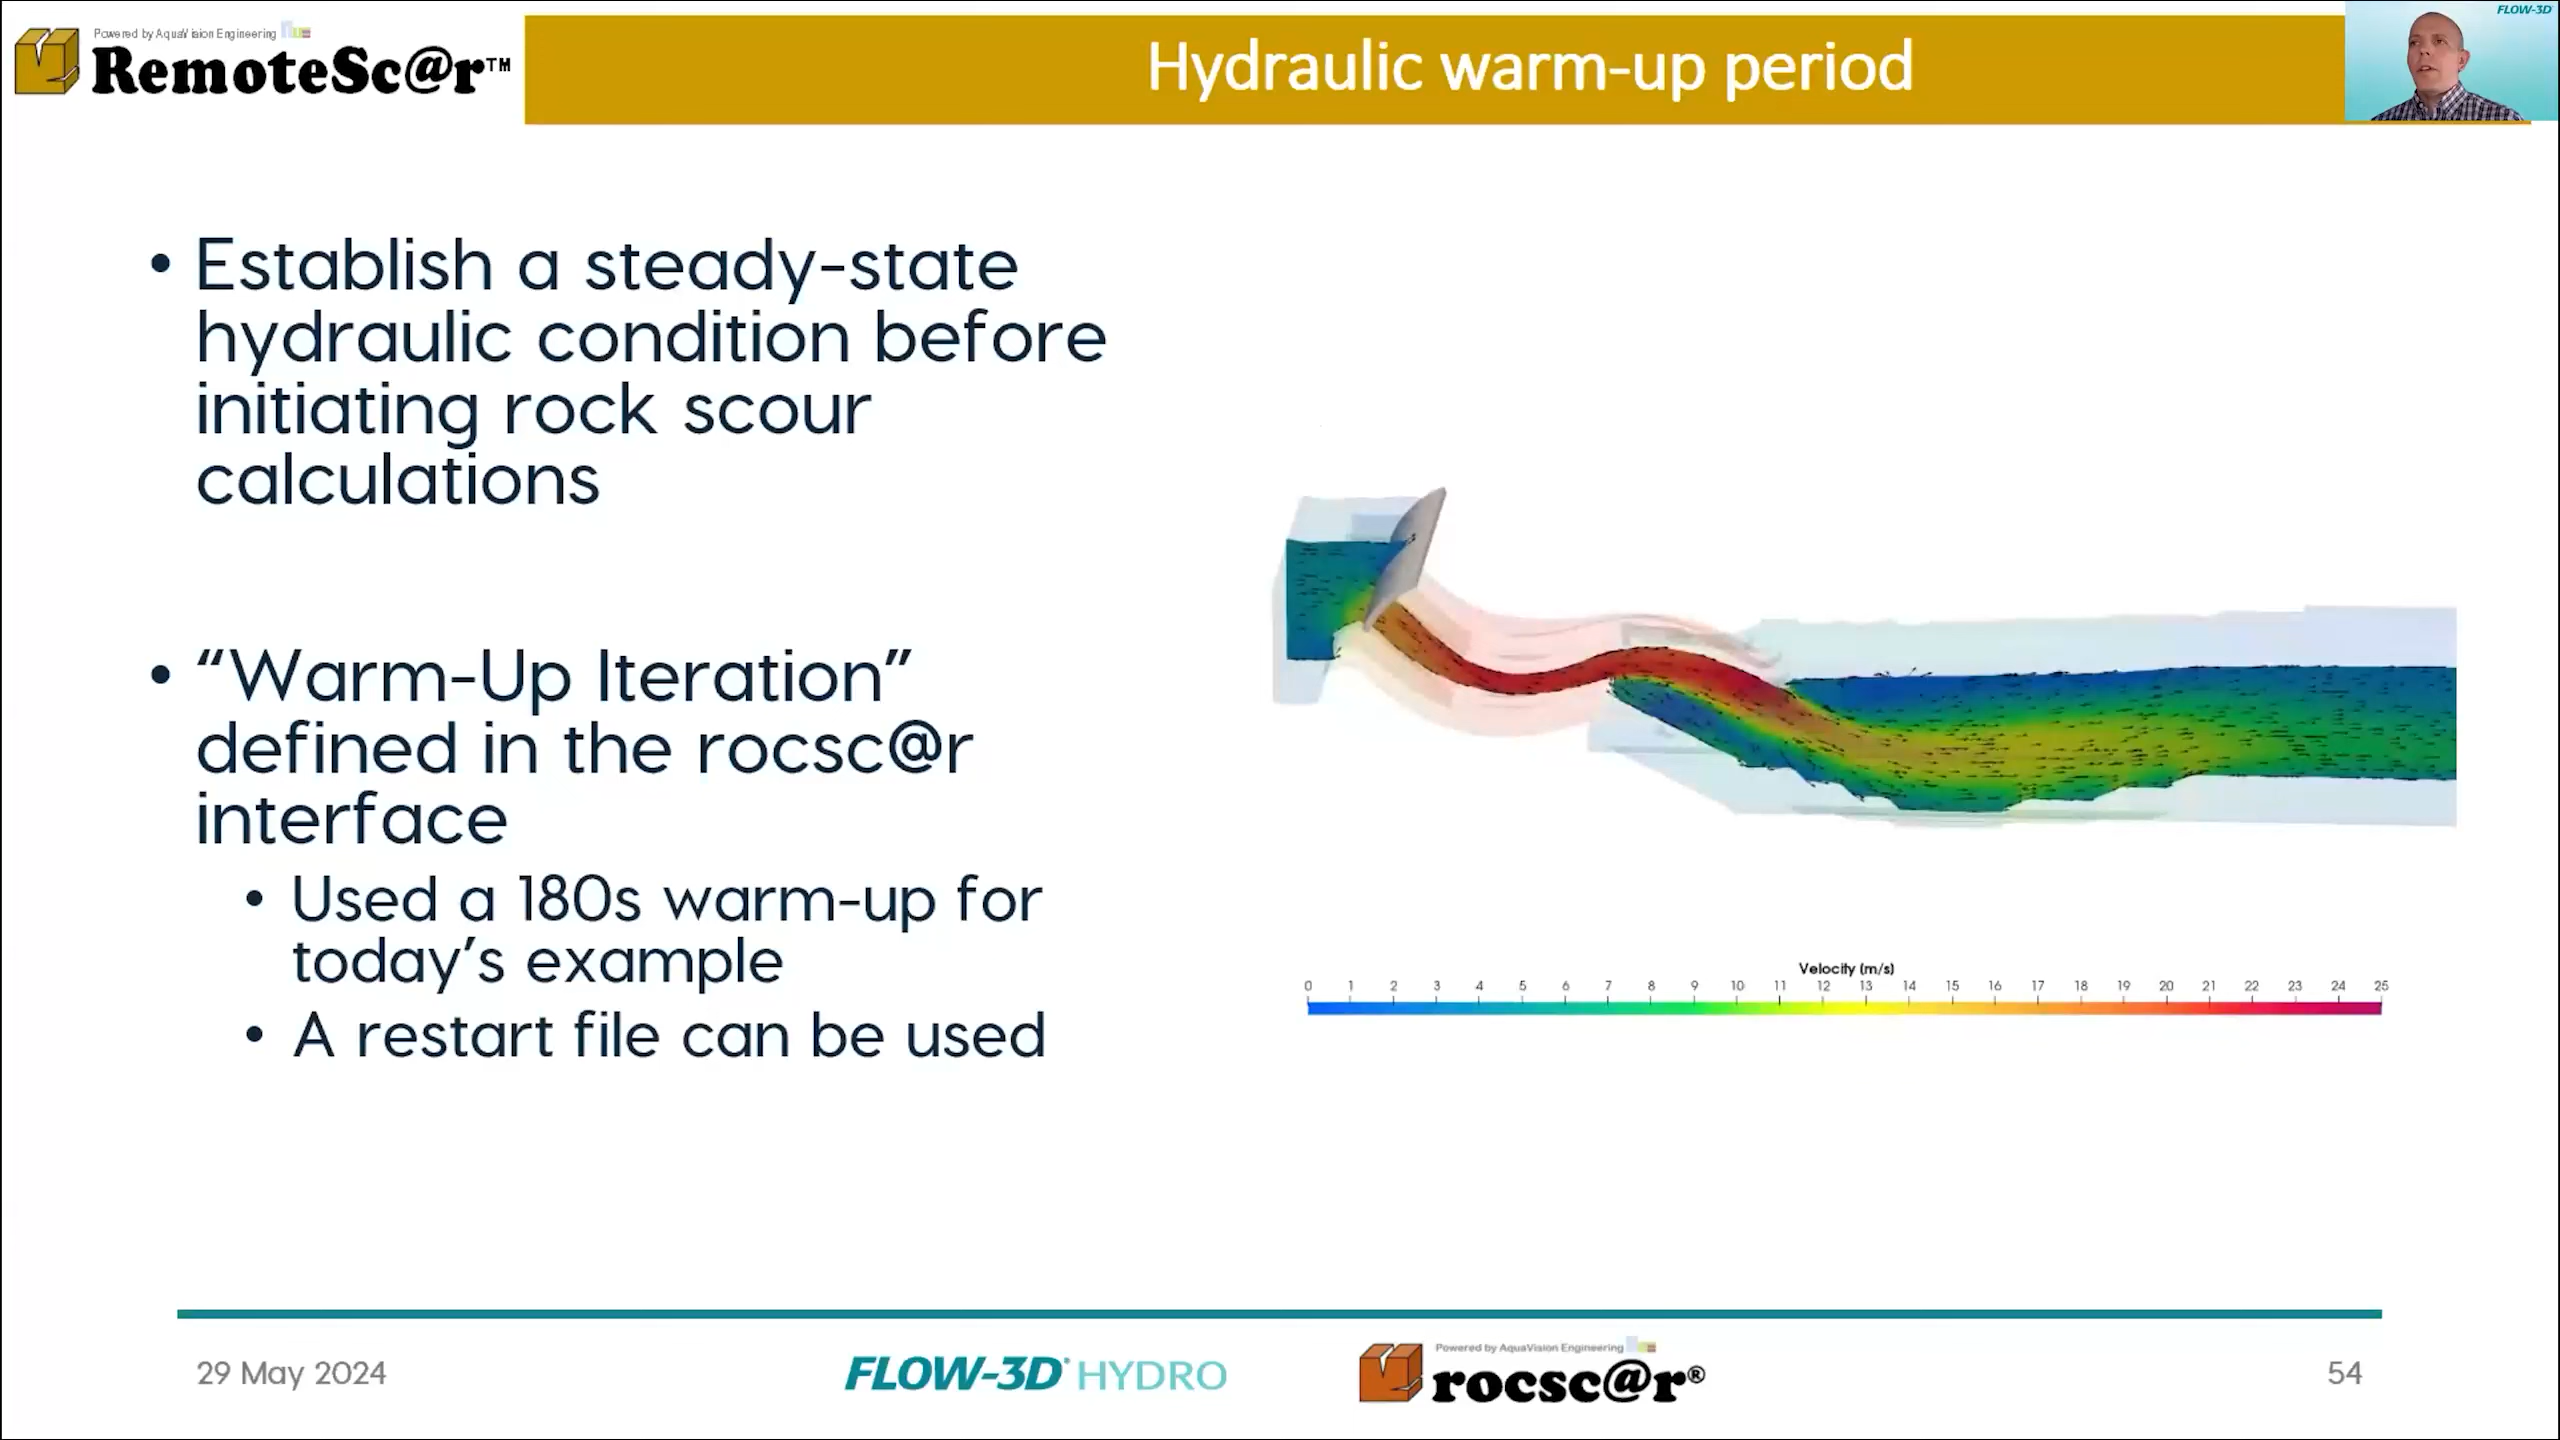 Powered by AquaVision Engineering
RemoteSc@r™
Hydraulic warm-up period
FLOW-3D
• Establish a steady-state
hydraulic condition before
initiating rock scour
calculations
• “Warm-Up Iteration”
defined in the rocsc@r
interface
• Used a 180s warm-up for
today’s example
• A restart file can be used
Velocity (m/s)
0 1 2 3 4 5 6 7 8 9 10 11 12 13 14 15 16 17 18 19 20 21 22 23 24 25
29 May 2024
FLOW-3D® HYDRO
Powered by AquaVision Engineering
rocsc@r®
54